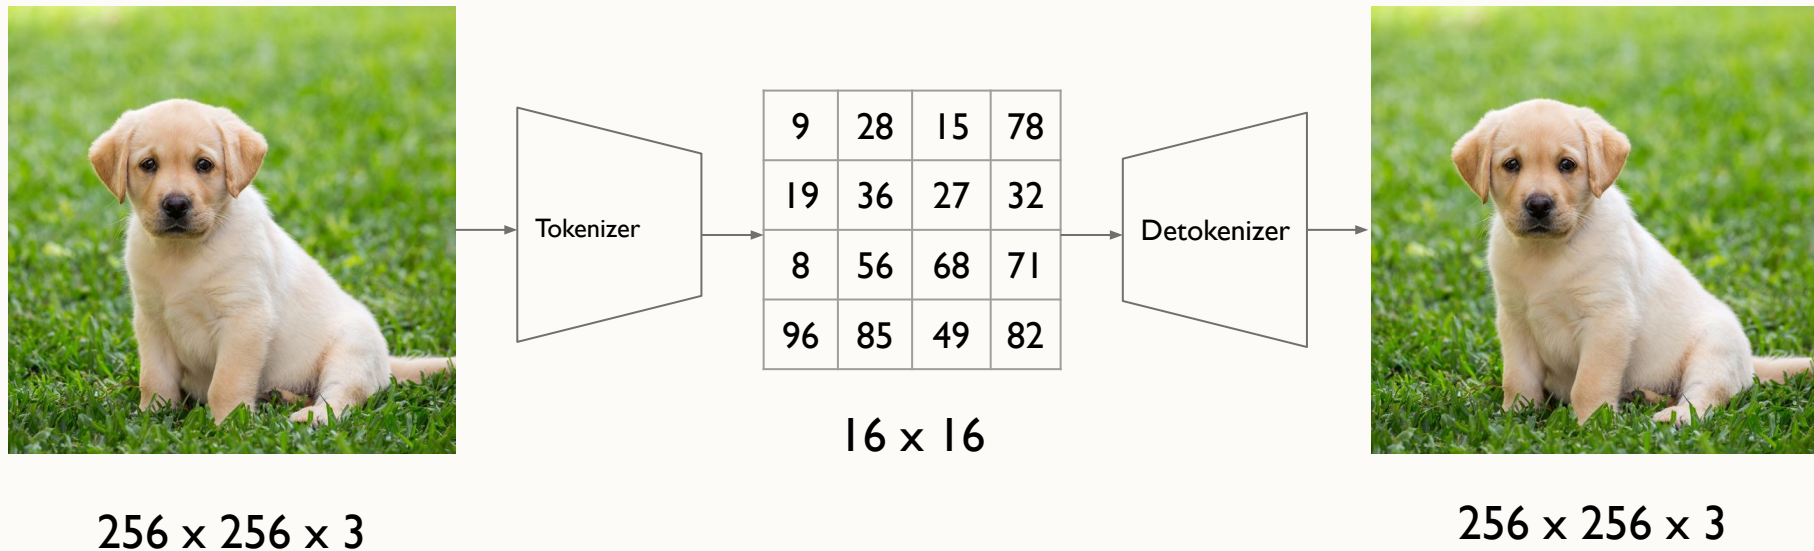 Tokenizer
9 28 15 78
19 36 27 32
8 56 68 71
96 85 49 82
16 x 16
Detokenizer
256 x 256 x 3
256 x 256 x 3